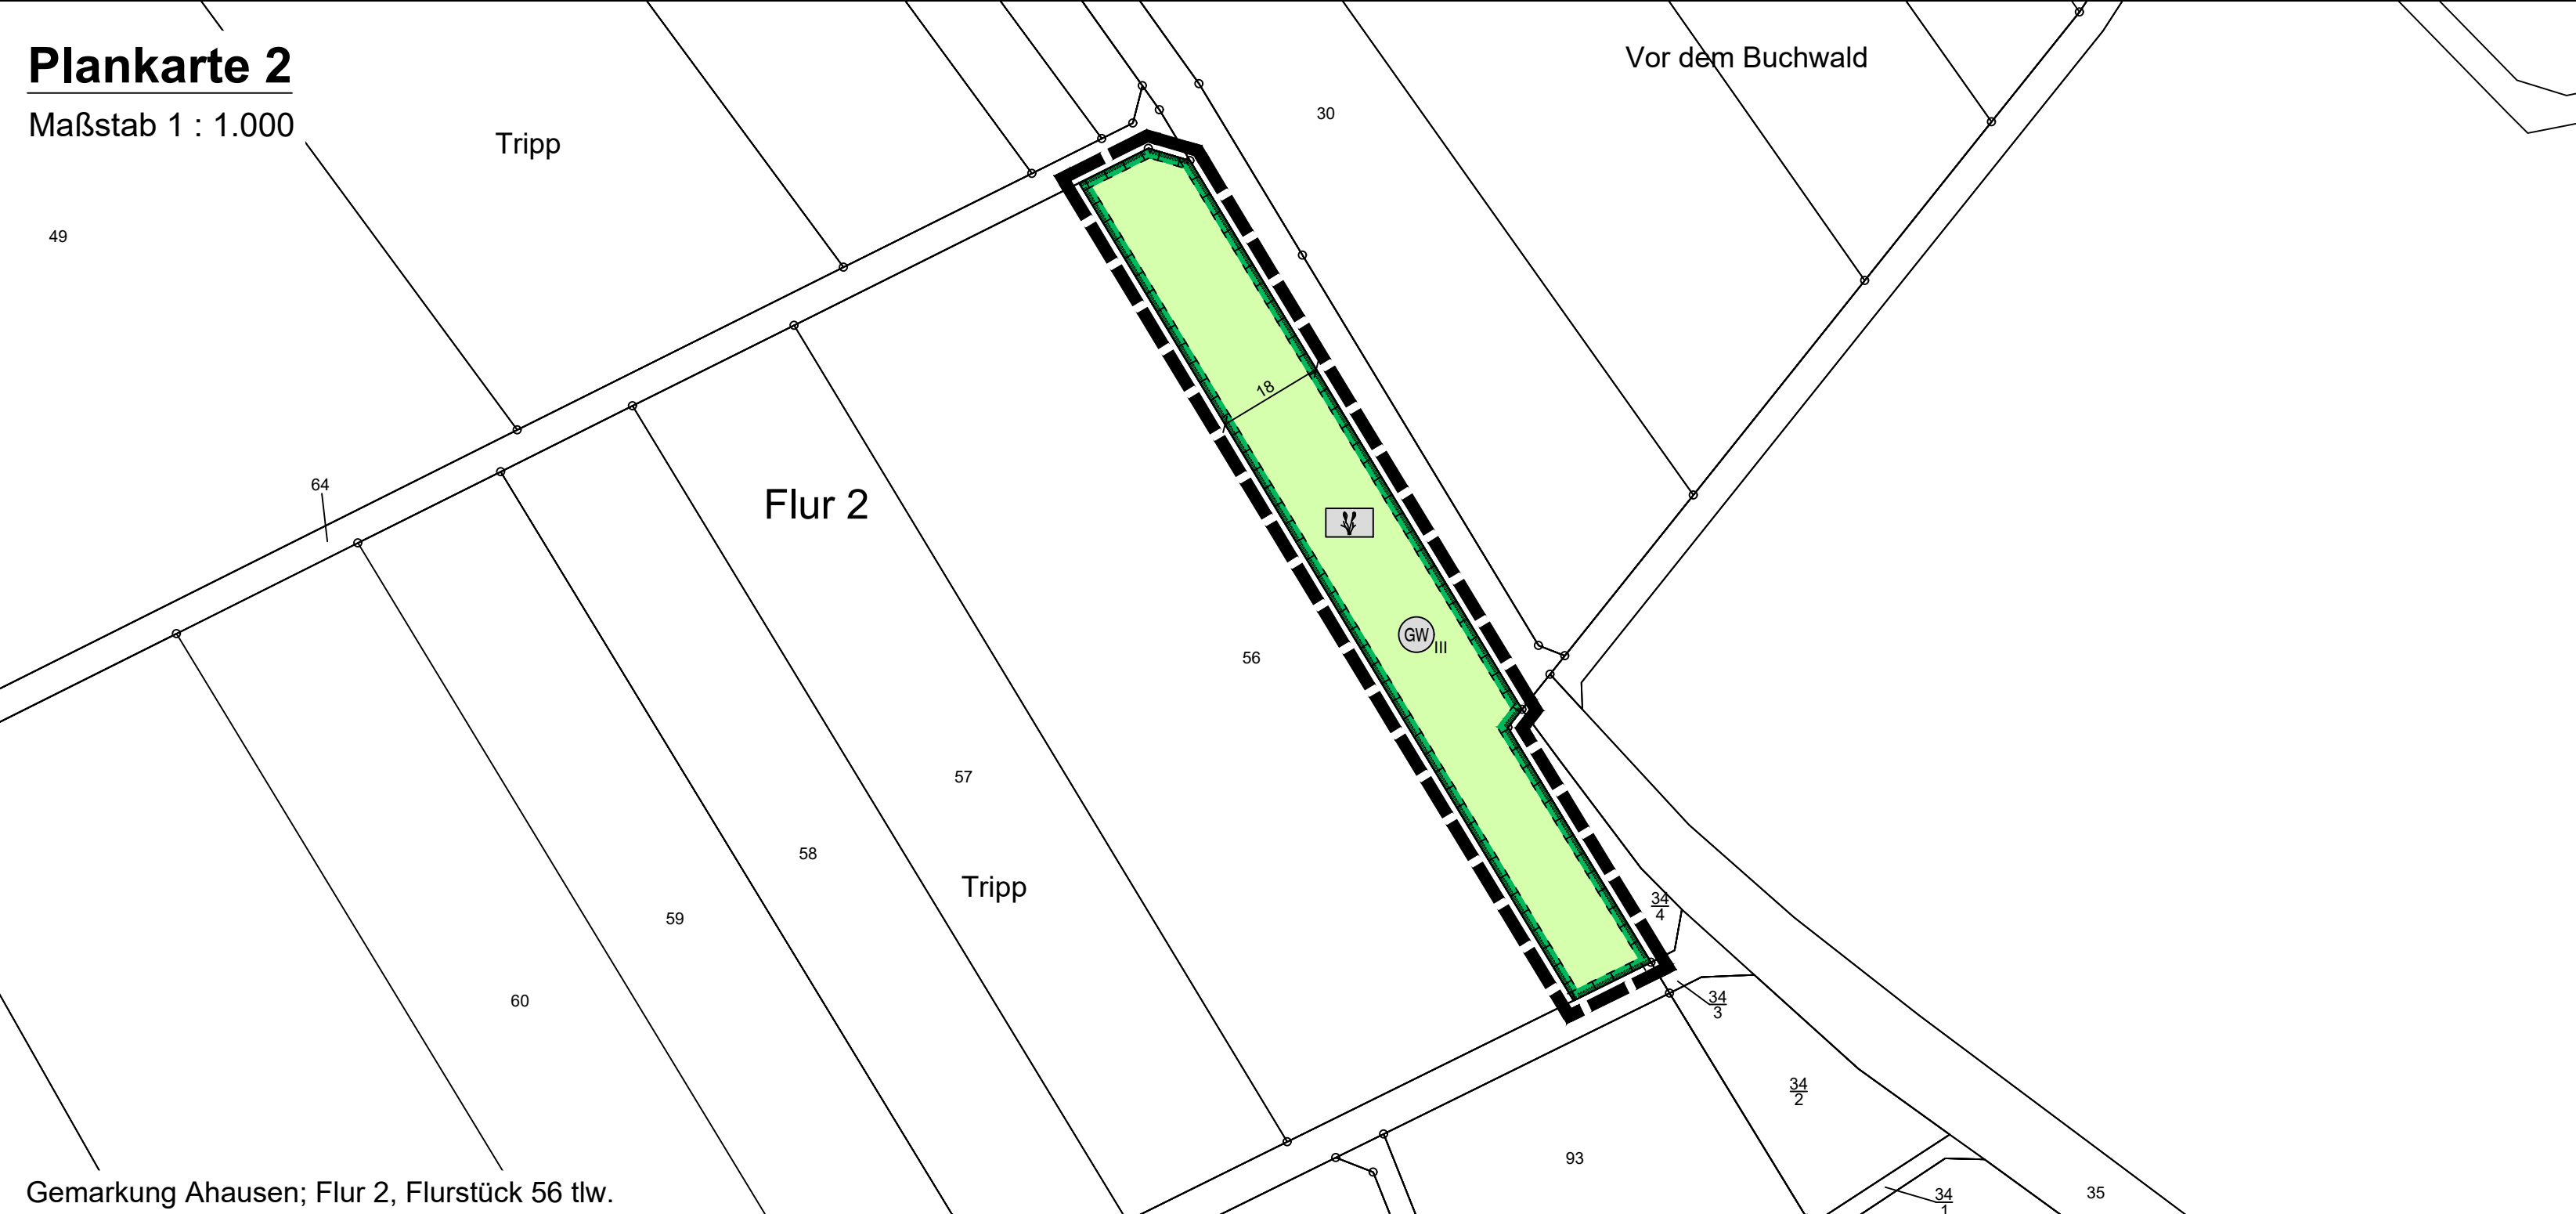 Plankarte 2
Maßstab 1 : 1.000
Vor dem Buchwald
30
Tripp
49
18
64
Flur 2
GW
III
56
57
58
Tripp
34
4
59
60
34
3
34
2
93
Gemarkung Ahausen; Flur 2, Flurstück 56 tlw.
35
34
1